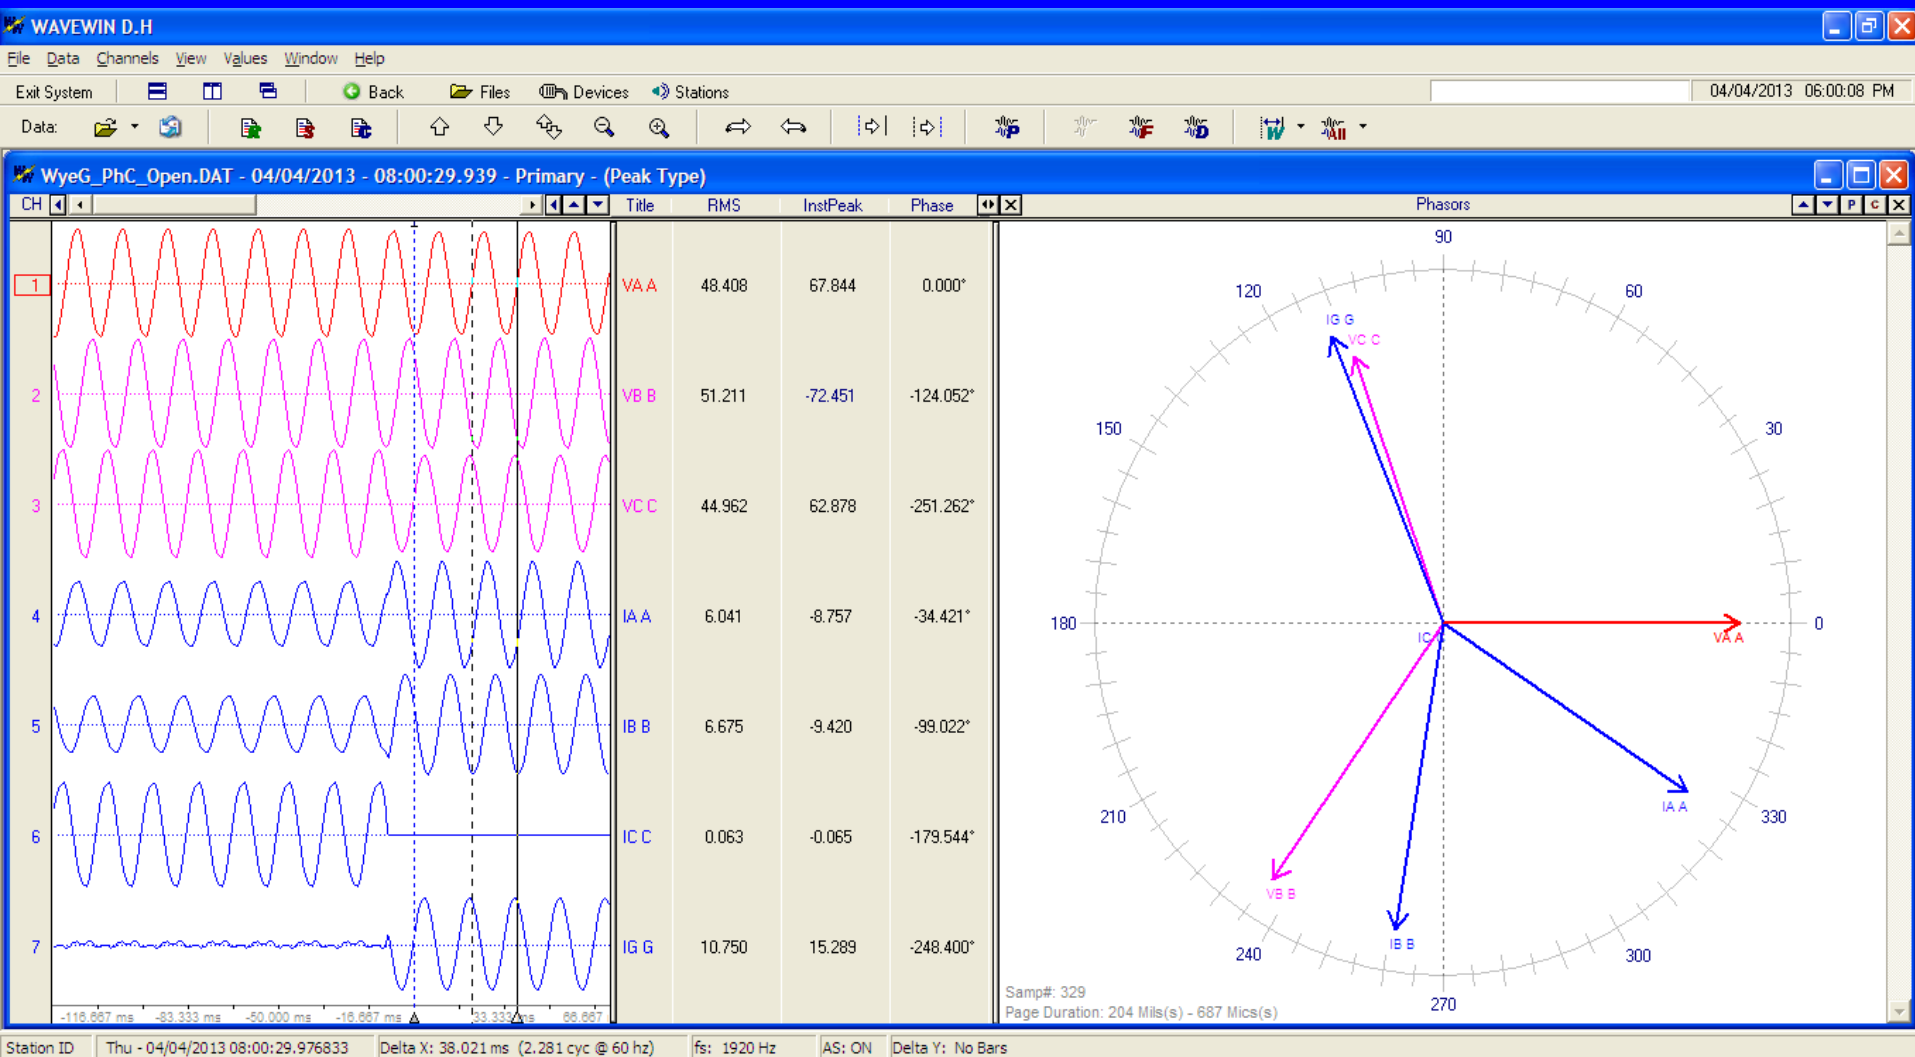 WAVEWIN D.H
File Data Channels View Values Window Help
Exit System Back Files Devices Stations 04/04/2013 06:00:08 PM
Data: P F D W All
WyeG_PhC_Open.DAT - 04/04/2013 - 08:00:29.939 - Primary - (Peak Type)
CH Title RMS InstPeak Phase Phasors P C
1 VA A 48.408 67.844 0.000°
2 VB B 51.211 -72.451 -124.052°
3 VC C 44.962 62.878 -251.262°
4 IA A 6.041 -8.757 -34.421°
5 IB B 6.675 -9.420 -99.022°
6 IC C 0.063 -0.065 -179.544°
7 IG G 10.750 15.289 -248.400°
-116.667 ms -83.333 ms -50.000 ms -16.667 ms 33.333 ms 66.667
90
120 60
IG G
VC C
150 30
180 0
IC
VA A
IA A
210 330
VB B
IB B
240 300
270
Samp#: 329
Page Duration: 204 Mils(s) - 687 Mics(s)
Station ID Thu - 04/04/2013 08:00:29.976833 Delta X: 38.021 ms (2.281 cyc @ 60 hz) fs: 1920 Hz AS: ON Delta Y: No Bars